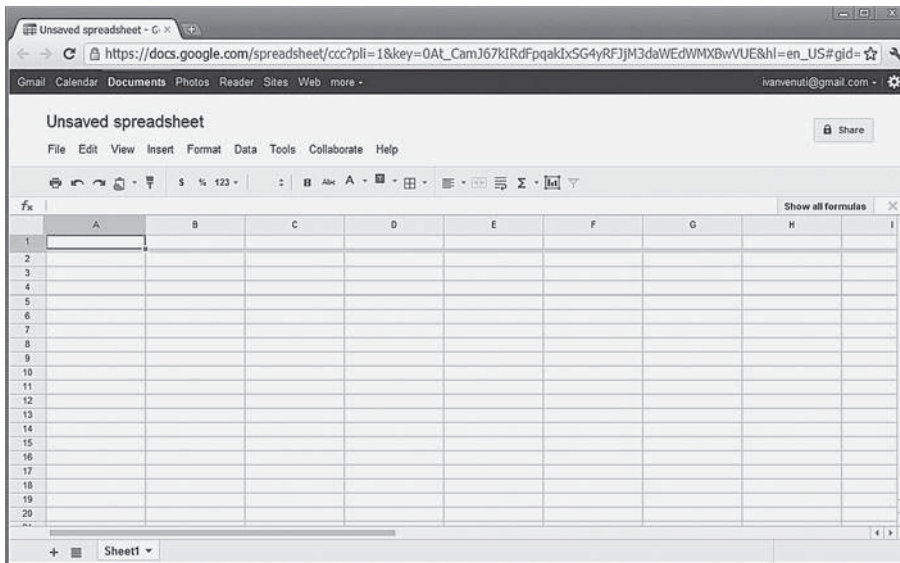 Unsaved spreadsheet - G
https://docs.google.com/spreadsheet/ccc?pli=1&key=0At_CamJ67kIRdFpqakIxSG4yRFJjM3daWEdWMXBwVUE&hl=en_US#gid=
Gmail Calendar Documents Photos Reader Sites Web more ivanvenuti@gmail.com
Unsaved spreadsheet
Share
File Edit View Insert Format Data Tools Collaborate Help
$ % 123 B Abc A Σ
fx Show all formulas
A B C D E F G H I
1
2
3
4
5
6
7
8
9
10
11
12
13
14
15
16
17
18
19
20
Sheet1